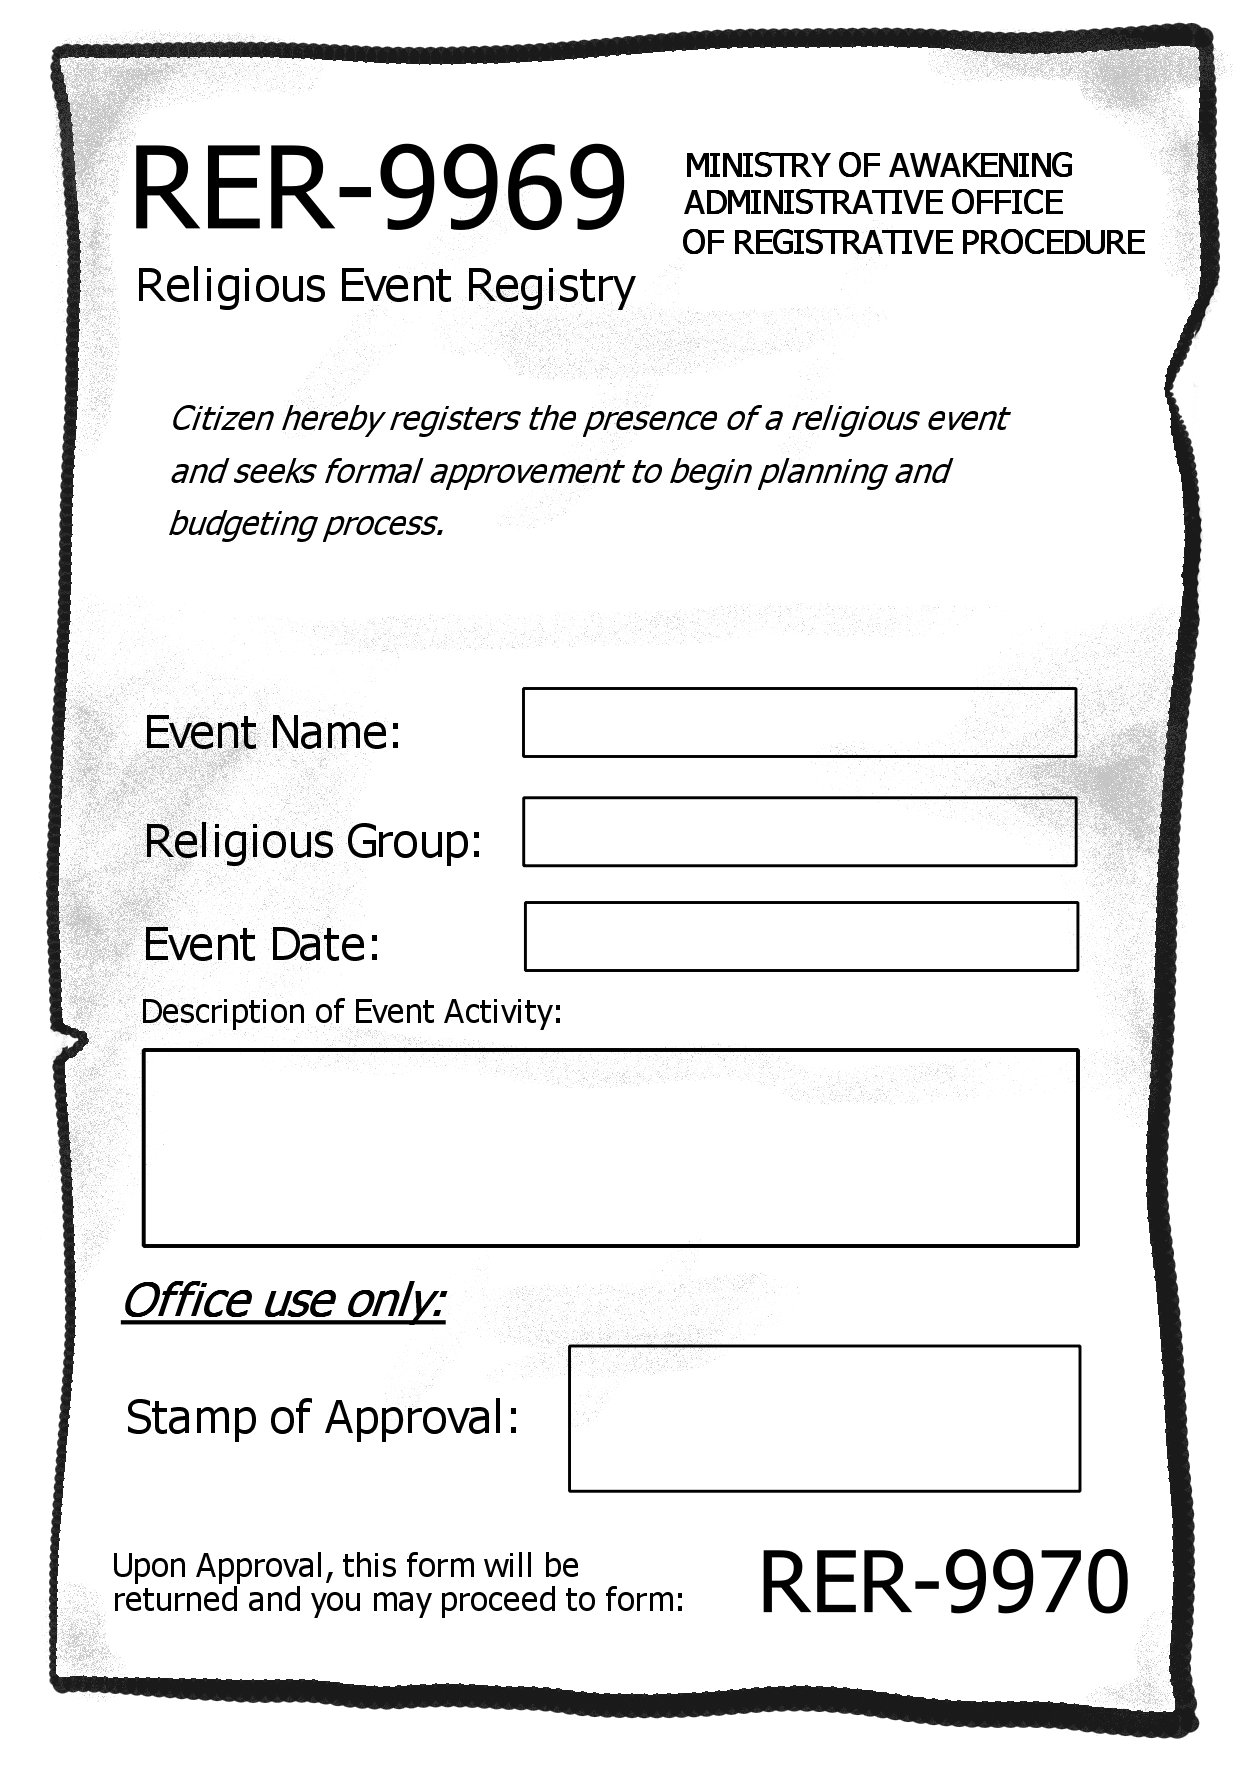 RER-9969
MINISTRY OF AWAKENING
ADMINISTRATIVE OFFICE
OF REGISTRATIVE PROCEDURE
Religious Event Registry
Citizen hereby registers the presence of a religious event
and seeks formal approvement to begin planning and
budgeting process.
Event Name:
Religious Group:
Event Date:
Description of Event Activity:
Office use only:
Stamp of Approval:
Upon Approval, this form will be
returned and you may proceed to form:
RER-9970